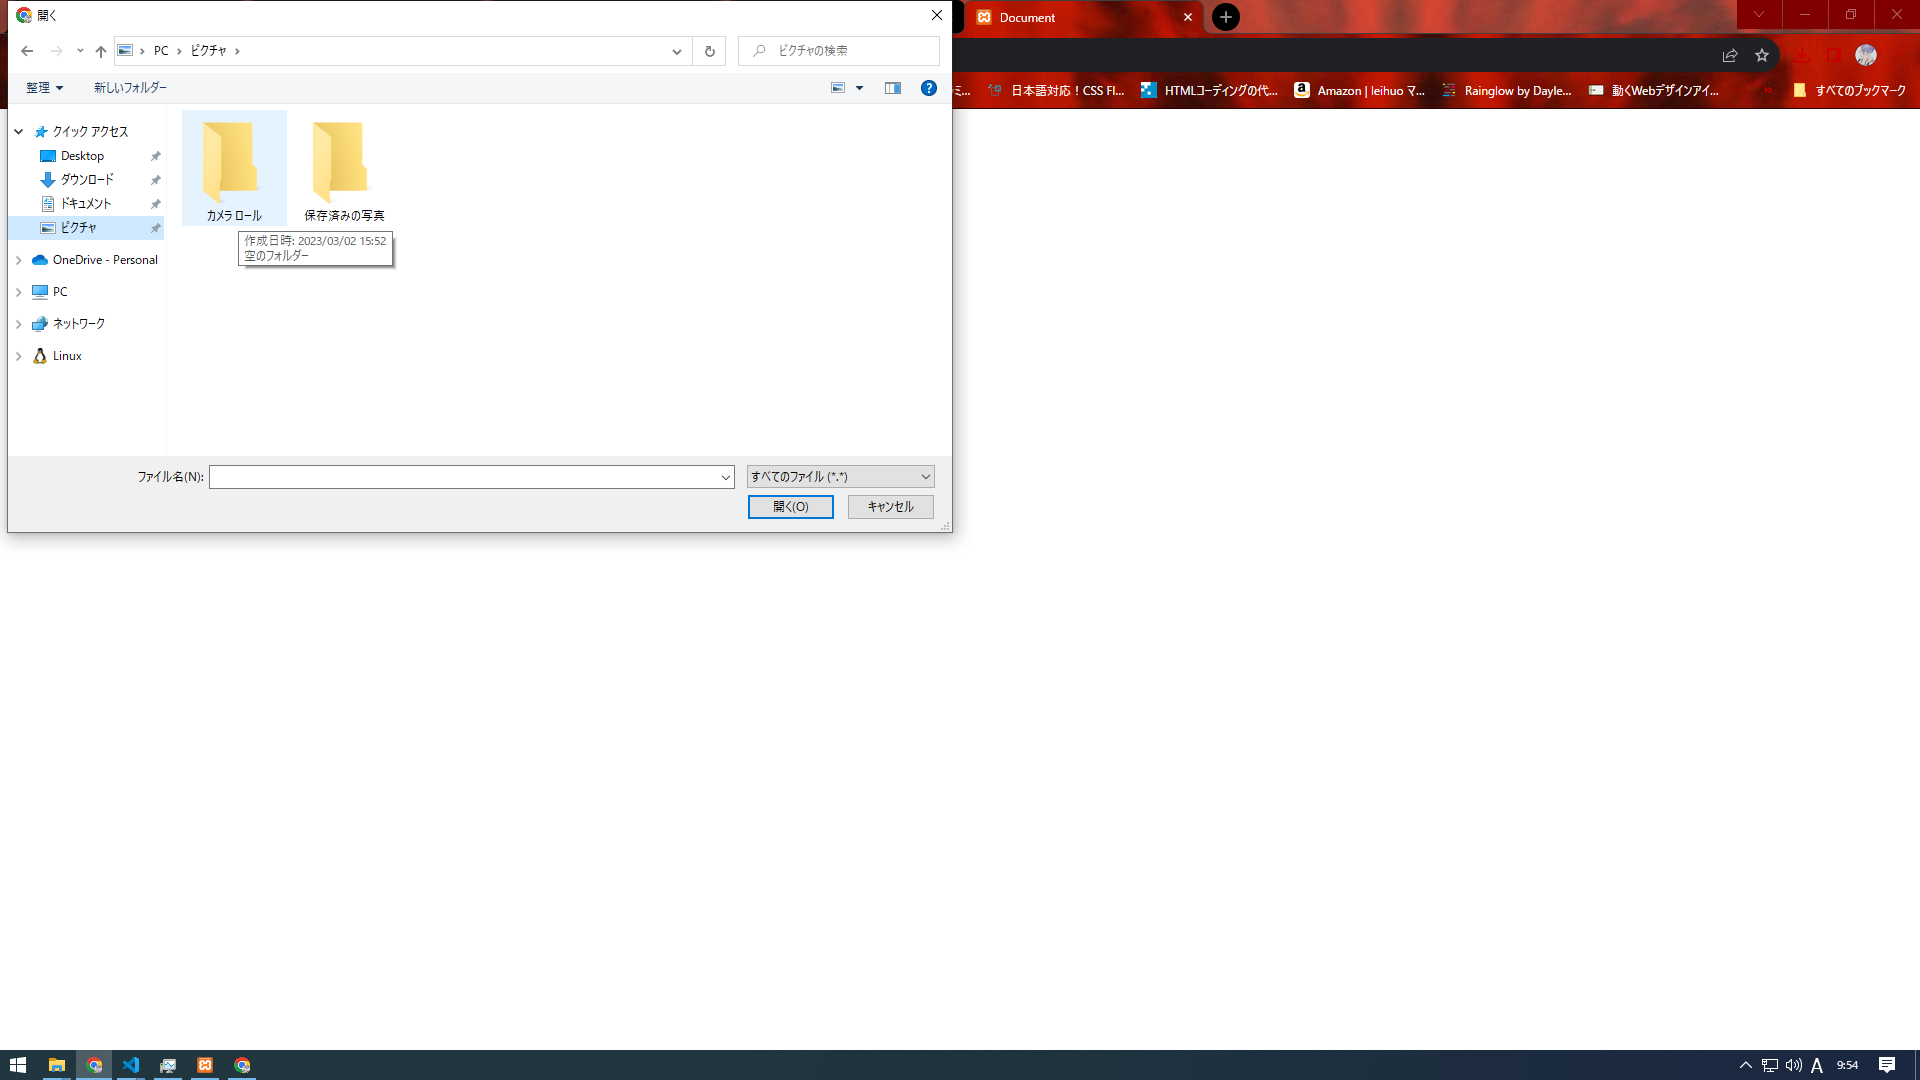 開く
Document
PC
ピクチャ
ピクチャの検索
整理
新しいフォルダー
ミ...
日本語対応！CSS Fl...
HTMLコーディングの代...
Amazon | leihuo マ...
Rainglow by Dayle...
動くWebデザインアイ...
すべてのブックマーク
クイック アクセス
Desktop
ダウンロード
ドキュメント
ピクチャ
OneDrive - Personal
PC
ネットワーク
Linux
カメラ ロール
保存済みの写真
作成日時: 2023/03/02 15:52
空のフォルダー
ファイル名(N):
すべてのファイル (*.*)
開く(O)
キャンセル
A
9:54